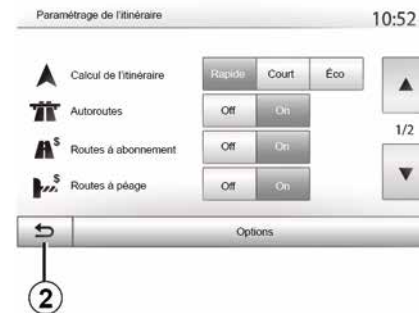 Paramétrage de l'itinéraire 10:52
Calcul de l'itinéraire Rapide Court Éco
Autoroutes Off On
1/2
Routes à abonnement Off On
Routes à péage Off On
Options
2